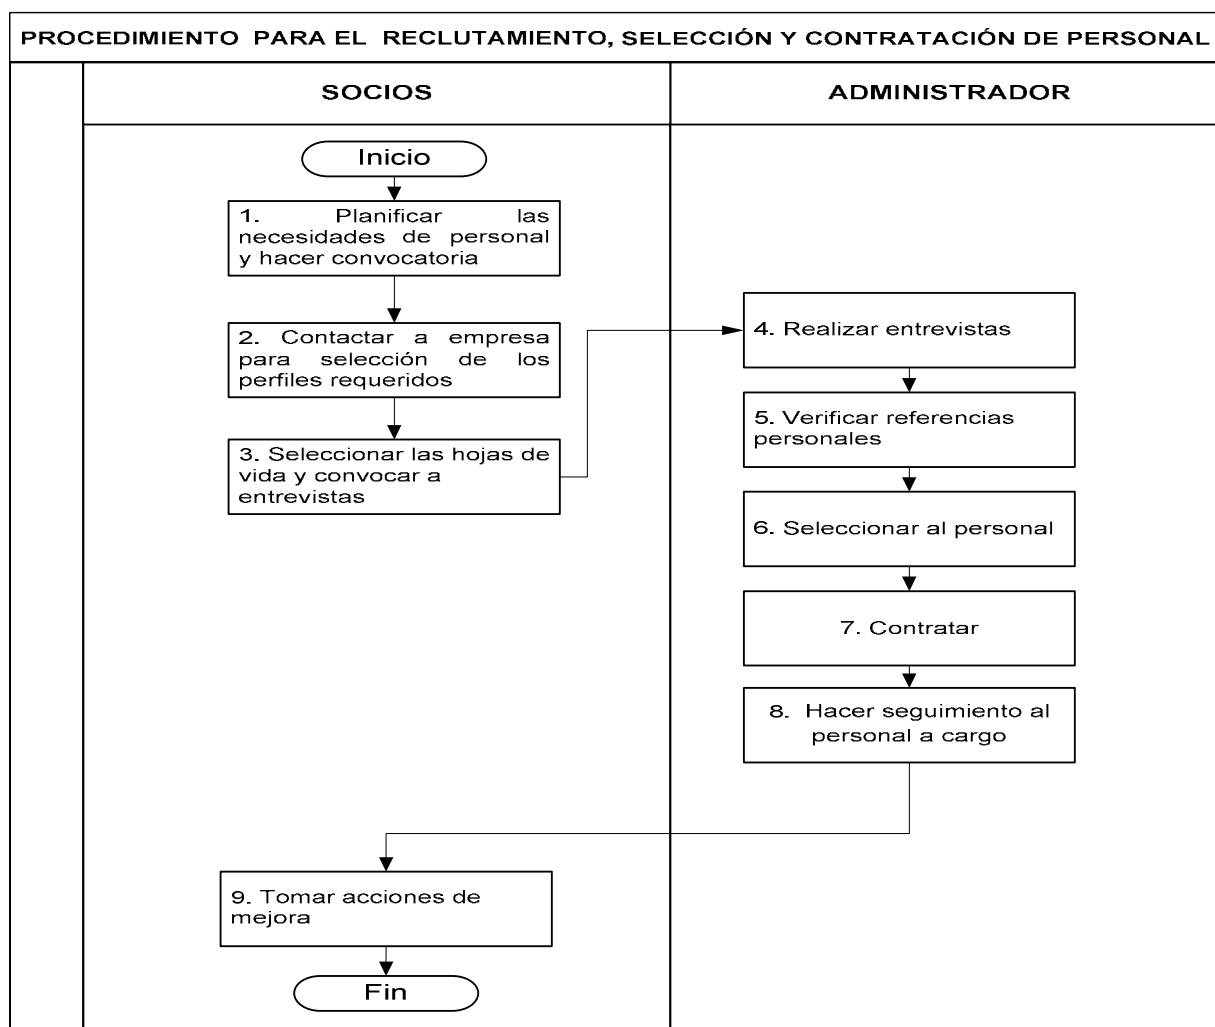 PROCEDIMIENTO PARA EL RECLUTAMIENTO, SELECCIÓN Y CONTRATACIÓN DE PERSONAL
SOCIOS
ADMINISTRADOR
Inicio
1. Planificar las
necesidades de personal
y hacer convocatoria
2. Contactar a empresa
para selección de los
perfiles requeridos
3. Seleccionar las hojas de
vida y convocar a
entrevistas
4. Realizar entrevistas
5. Verificar referencias
personales
6. Seleccionar al personal
7. Contratar
8. Hacer seguimiento al
personal a cargo
9. Tomar acciones de
mejora
Fin